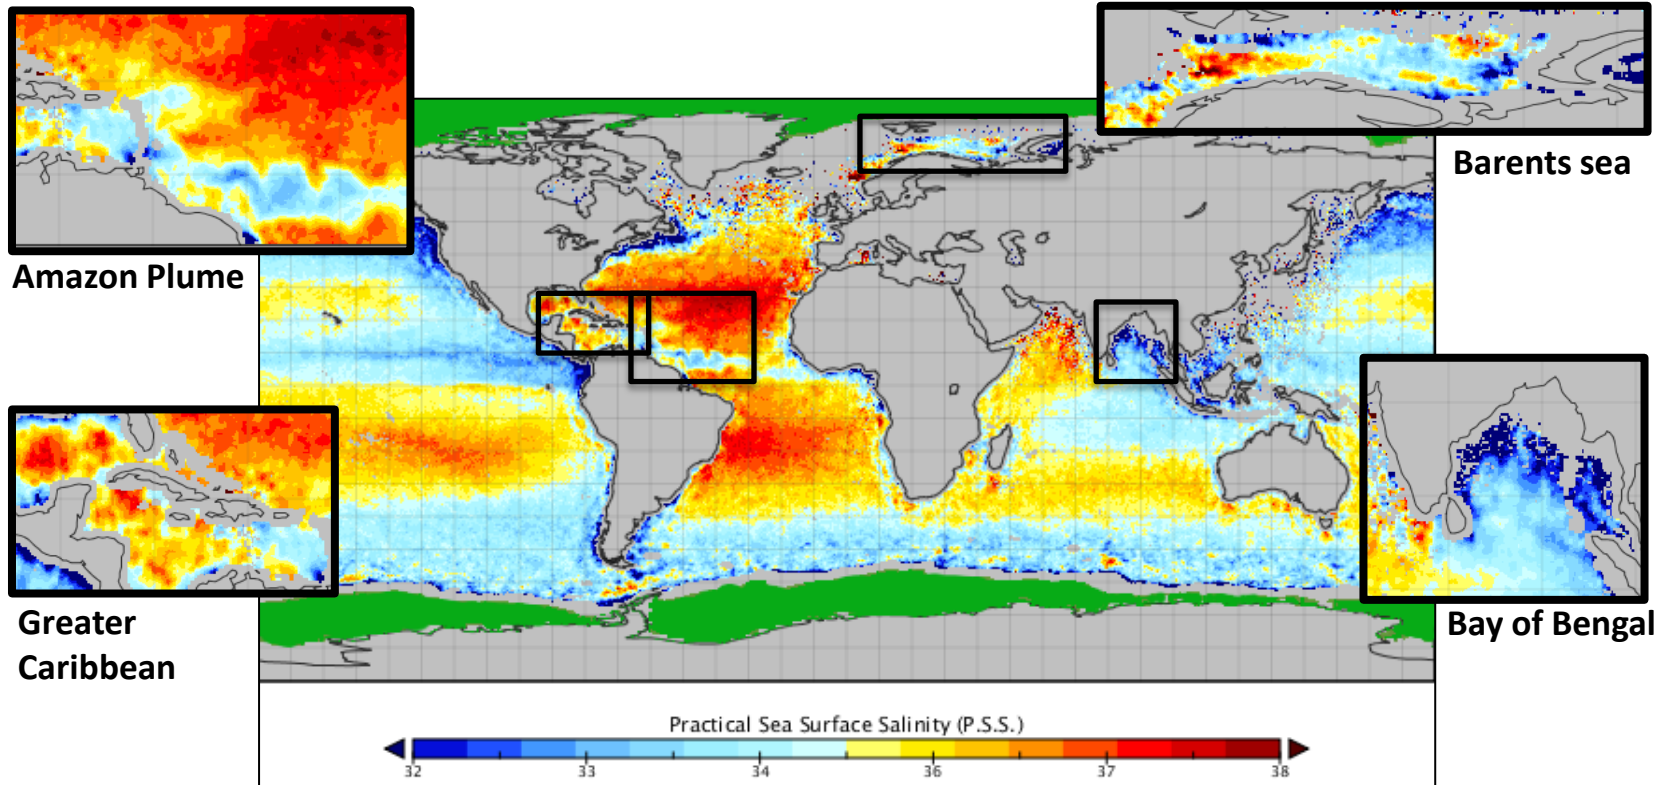 Amazon Plume
Barents sea
Greater
Caribbean
Bay of Bengal
Practical Sea Surface Salinity (P.S.S.)
32 33 34 36 37 38